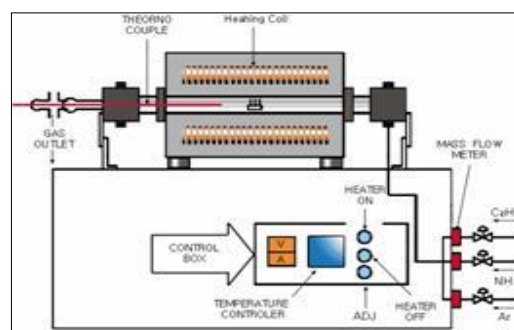 THEORNO
COUPLE
Heahing Coil
GAS
OUTLET
MASS FLOW
METER
HEATER
ON
C2H
CONTROL
BOX
V
A
NH
TEMPERATURE
CONTROLER
ADJ
HEATER
OFF
Ar